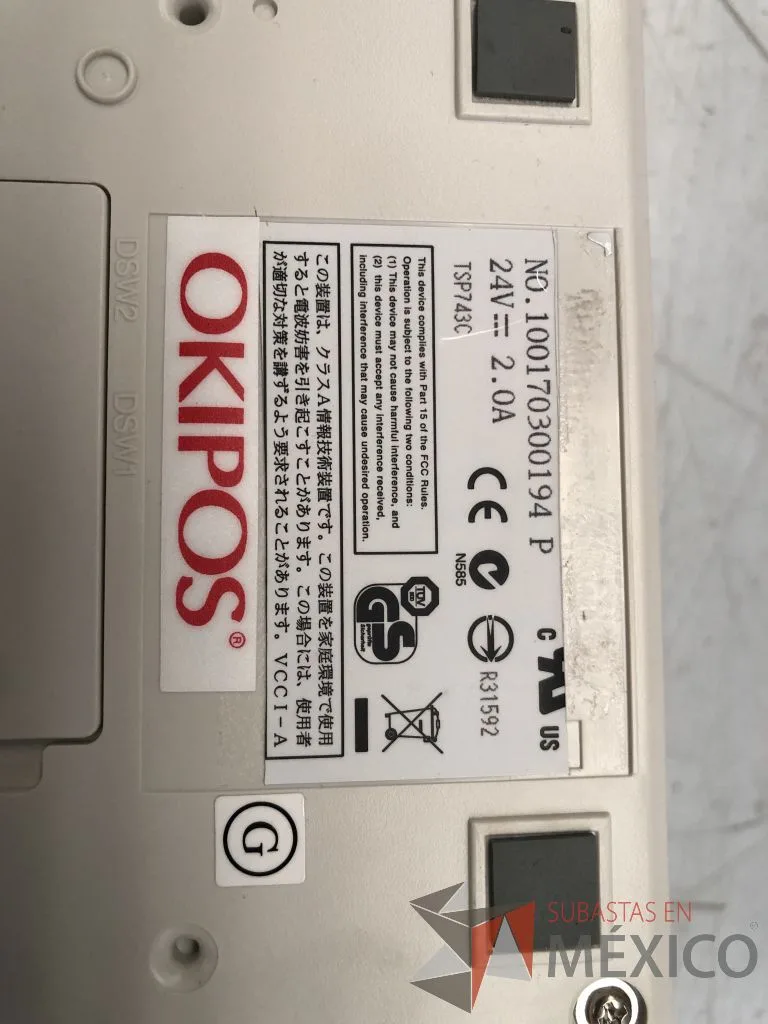 NO.100170300194 P
24V 2.0A
TSP743C
C US
CE
N585
R31592
This device complies with Part 15 of the FCC Rules.
Operation is subject to the following two conditions:
(1) This device may not cause harmful interference, and
(2) this device must accept any interference received,
including interference that may cause undesired operation.
TÜV
GS
geprüfte
Sicherheit
この装置は、クラスA情報技術装置です。この装置を家庭環境で使用
すると電波妨害を引き起こすことがあります。この場合には、使用者
が適切な対策を講ずるよう要求されることがあります。VCCI-A
OKIPOS®
DSW2 DSW1
G
SUBASTAS EN
MÉXICO®